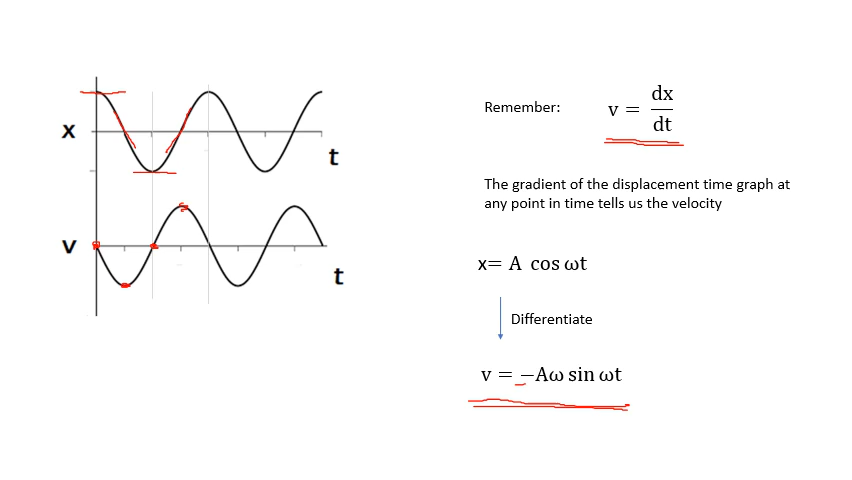 x
t
v
t
Remember:
v = dx
dt
The gradient of the displacement time graph at
any point in time tells us the velocity
x= A cos ωt
Differentiate
v = −Aω sin ωt